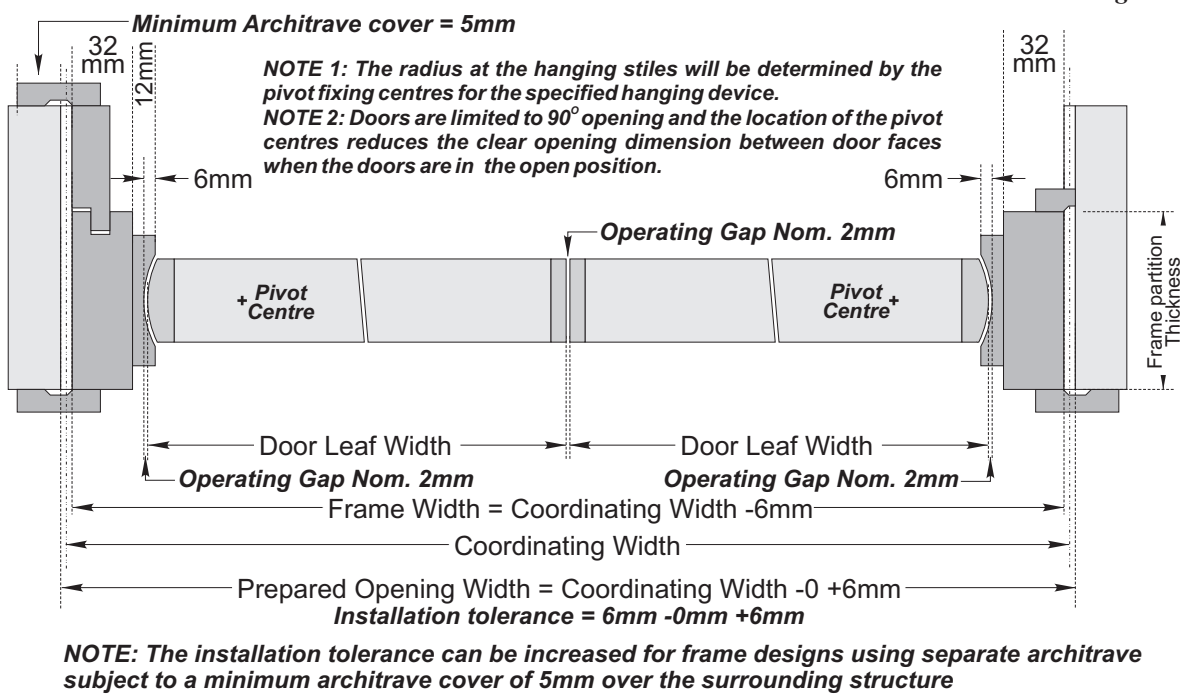 g
Minimum Architrave cover = 5mm
32
mm
12mm
32
mm
NOTE 1: The radius at the hanging stiles will be determined by the
pivot fixing centres for the specified hanging device.
NOTE 2: Doors are limited to 90° opening and the location of the pivot
centres reduces the clear opening dimension between door faces
when the doors are in the open position.
6mm
6mm
Operating Gap Nom. 2mm
+ Pivot
Centre
Pivot +
Centre
Frame partition
Thickness
Door Leaf Width
Door Leaf Width
Operating Gap Nom. 2mm
Operating Gap Nom. 2mm
Frame Width = Coordinating Width -6mm
Coordinating Width
Prepared Opening Width = Coordinating Width -0 +6mm
Installation tolerance = 6mm -0mm +6mm
NOTE: The installation tolerance can be increased for frame designs using separate architrave
subject to a minimum architrave cover of 5mm over the surrounding structure